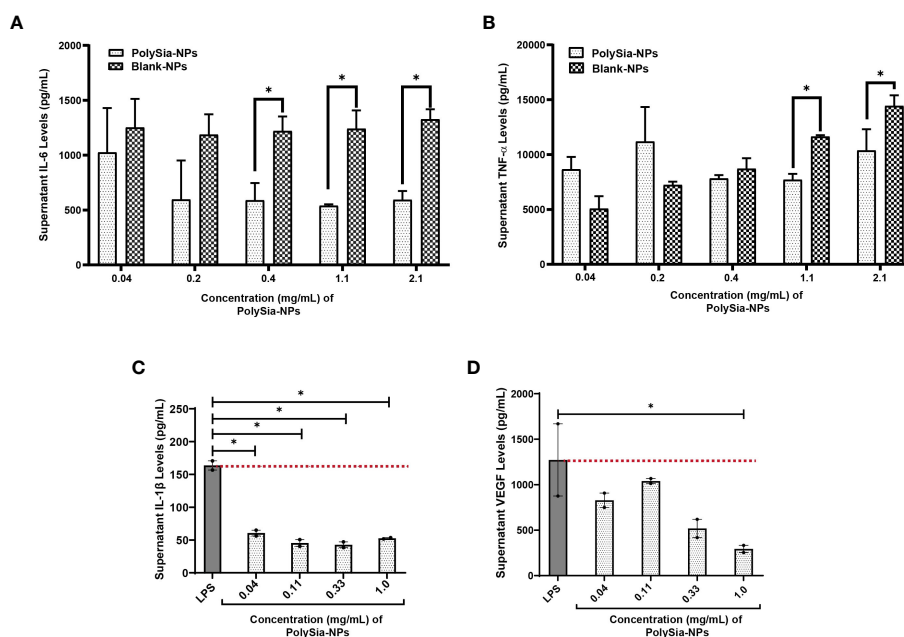 A
Supernatant IL-6 Levels (pg/mL)
2000
1500
1000
500
0
PolySia-NPs
Blank-NPs
*
*
*
0.04
0.2
0.4
1.1
2.1
Concentration (mg/mL) of
PolySia-NPs
B
Supernatant TNF-α Levels (pg/mL)
20000
15000
10000
5000
0
PolySia-NPs
Blank-NPs
*
*
0.04
0.2
0.4
1.1
2.1
Concentration (mg/mL) of
PolySia-NPs
C
Supernatant IL-1β Levels (pg/mL)
250
200
150
100
50
0
*
*
*
*
LPS
0.04
0.11
0.33
1.0
Concentration (mg/mL) of
PolySia-NPs
D
Supernatant VEGF Levels (pg/mL)
2000
1500
1000
500
0
*
LPS
0.04
0.11
0.33
1.0
Concentration (mg/mL) of
PolySia-NPs